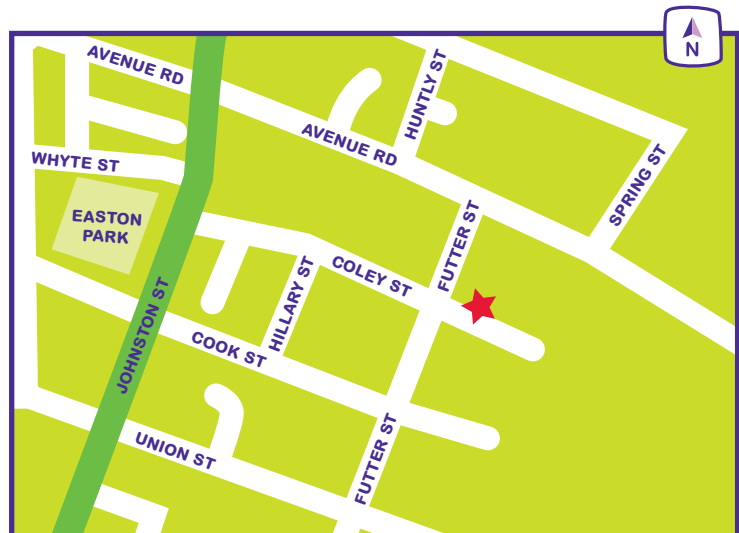 N
AVENUE RD
HUNTLY ST
AVENUE RD
SPRING ST
WHYTE ST
EASTON
PARK
FUTTER ST
COLEY ST
HILLARY ST
JOHNSTON ST
COOK ST
FUTTER ST
UNION ST